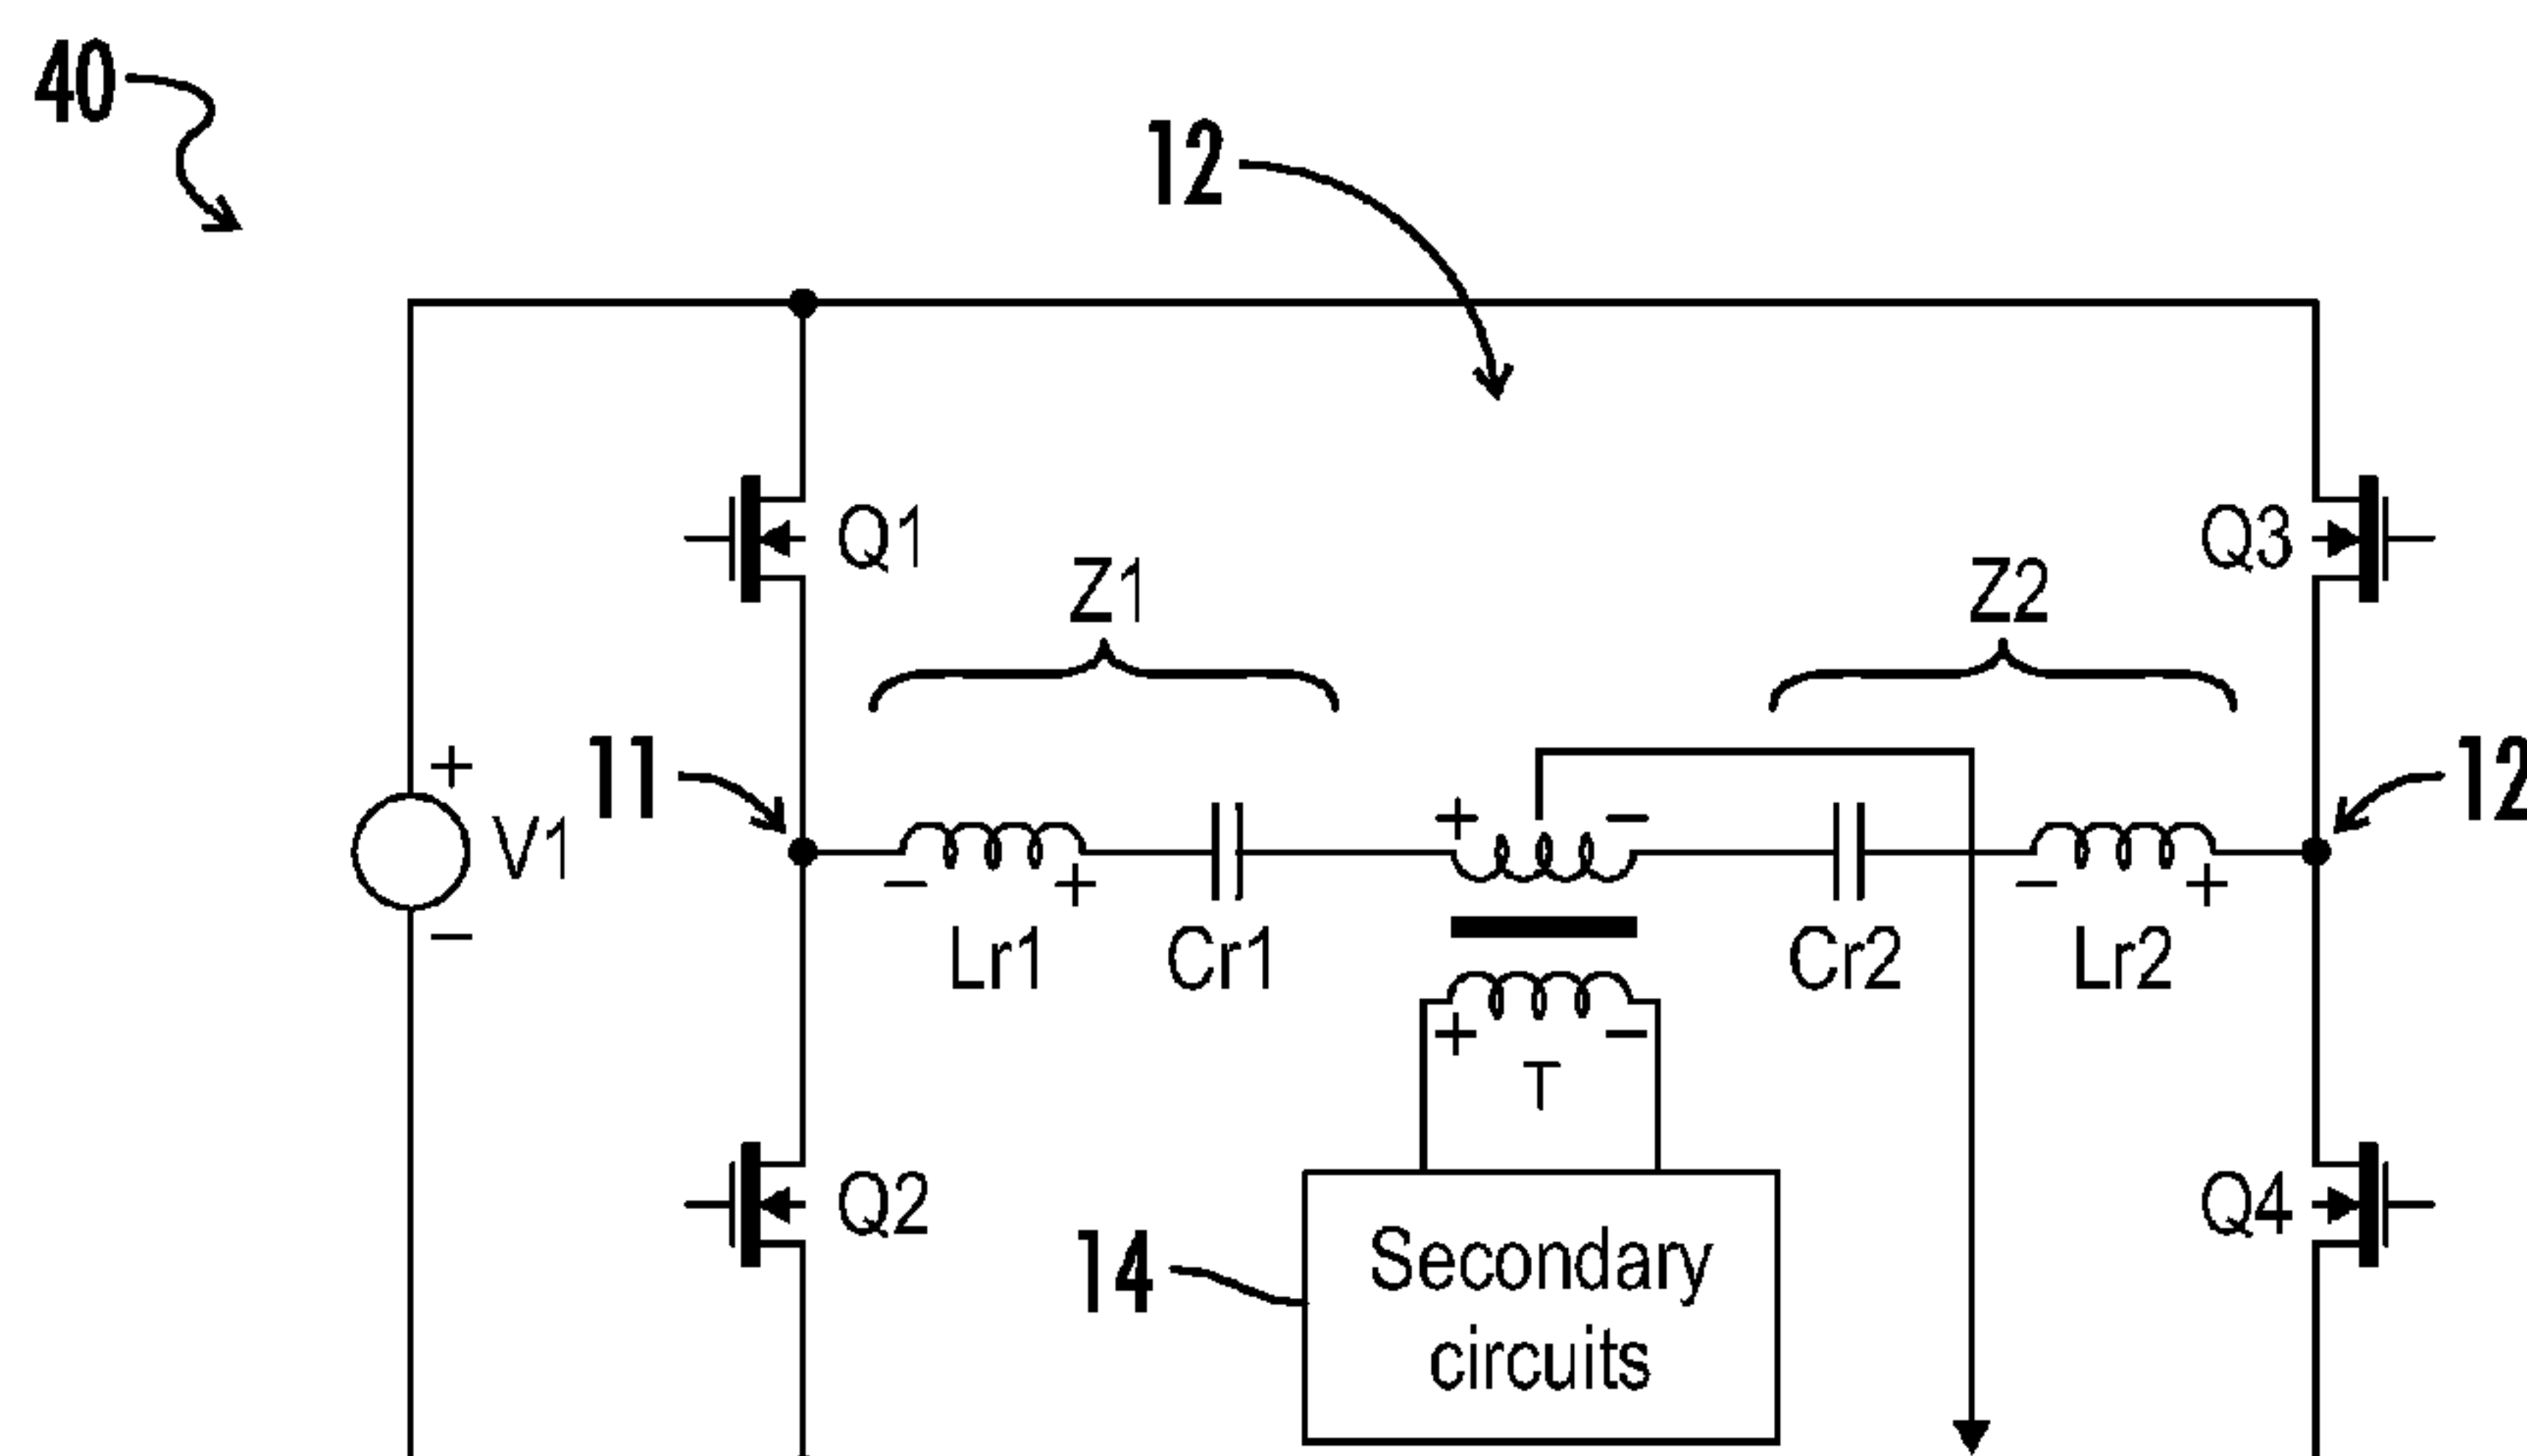 40
12
Q1
Q3
Z1
Z2
+
V1
-
11
12
+
-
-
+
-
+
Lr1
Cr1
Cr2
Lr2
+
-
T
Q2
Q4
14
Secondary
circuits